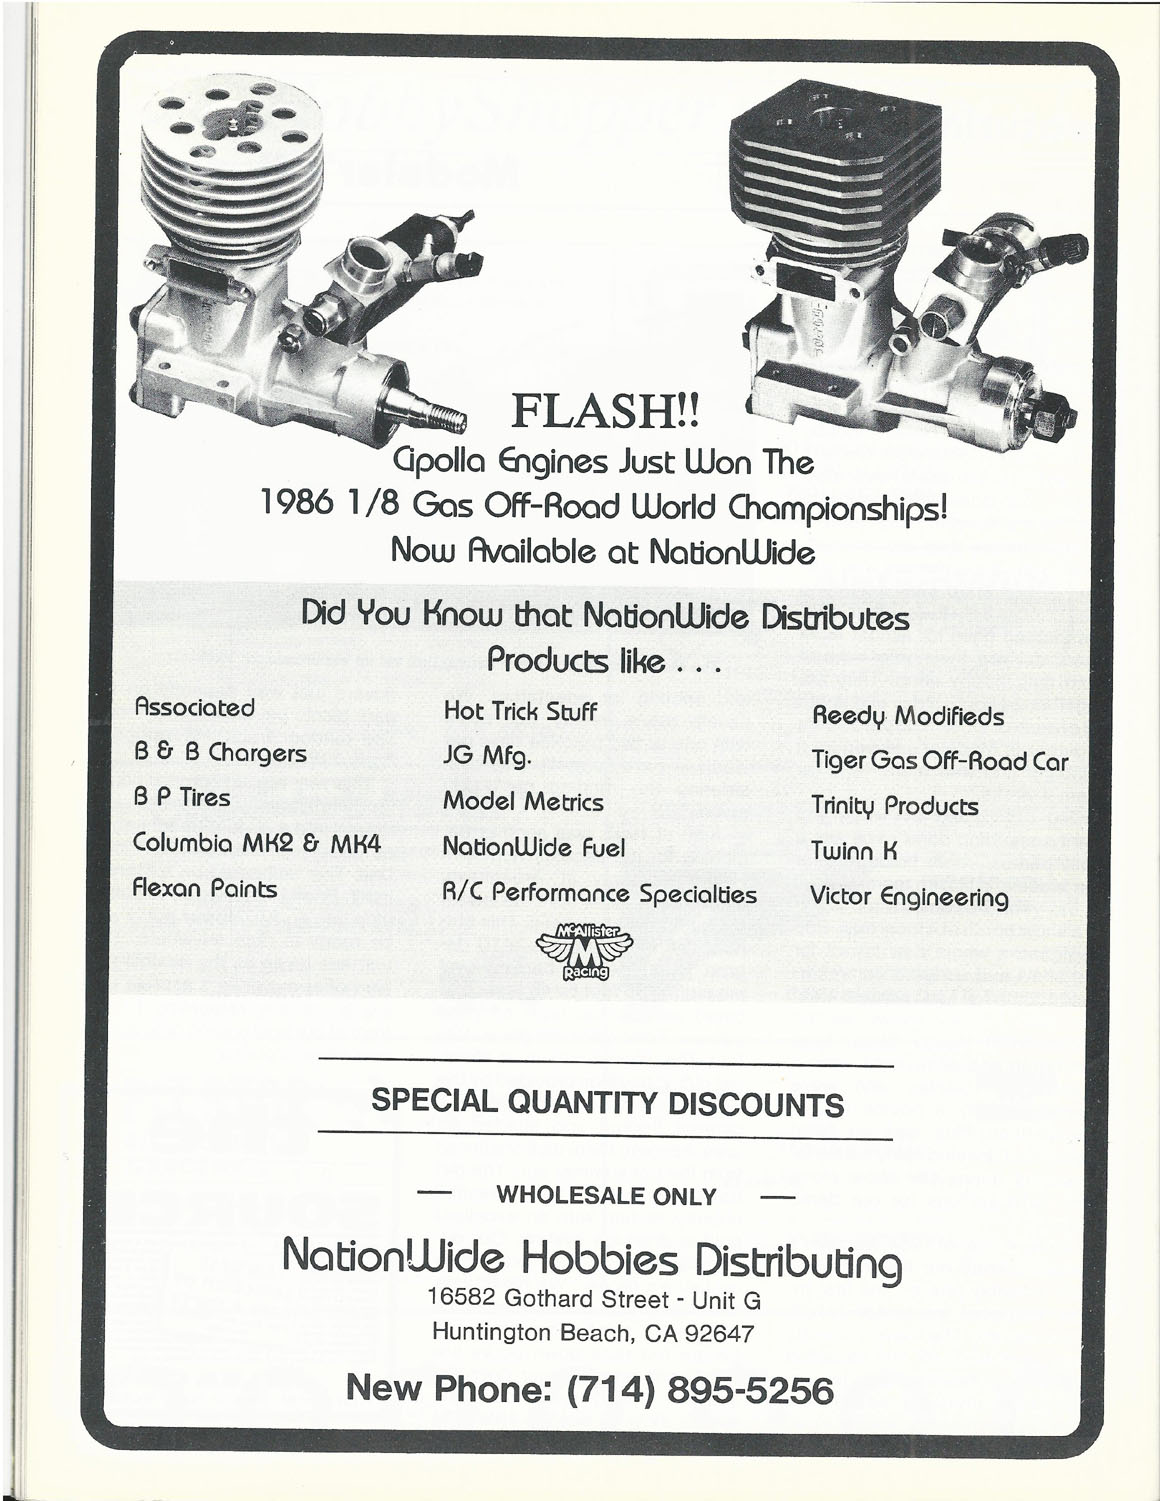 FLASH!!
Cipolla Engines Just Won The
1986 1/8 Gas Off-Road World Championships!
Now Available at NationWide
Did You Know that NationWide Distributes
Products like . . .
Associated
B & B Chargers
B P Tires
Columbia MK2 & MK4
Flexan Paints
Hot Trick Stuff
JG Mfg.
Model Metrics
NationWide Fuel
R/C Performance Specialties
Reedy Modifieds
Tiger Gas Off-Road Car
Trinity Products
Twinn K
Victor Engineering
McAllister
M
Racing
SPECIAL QUANTITY DISCOUNTS
— WHOLESALE ONLY —
NationWide Hobbies Distributing
16582 Gothard Street - Unit G
Huntington Beach, CA 92647
New Phone: (714) 895-5256